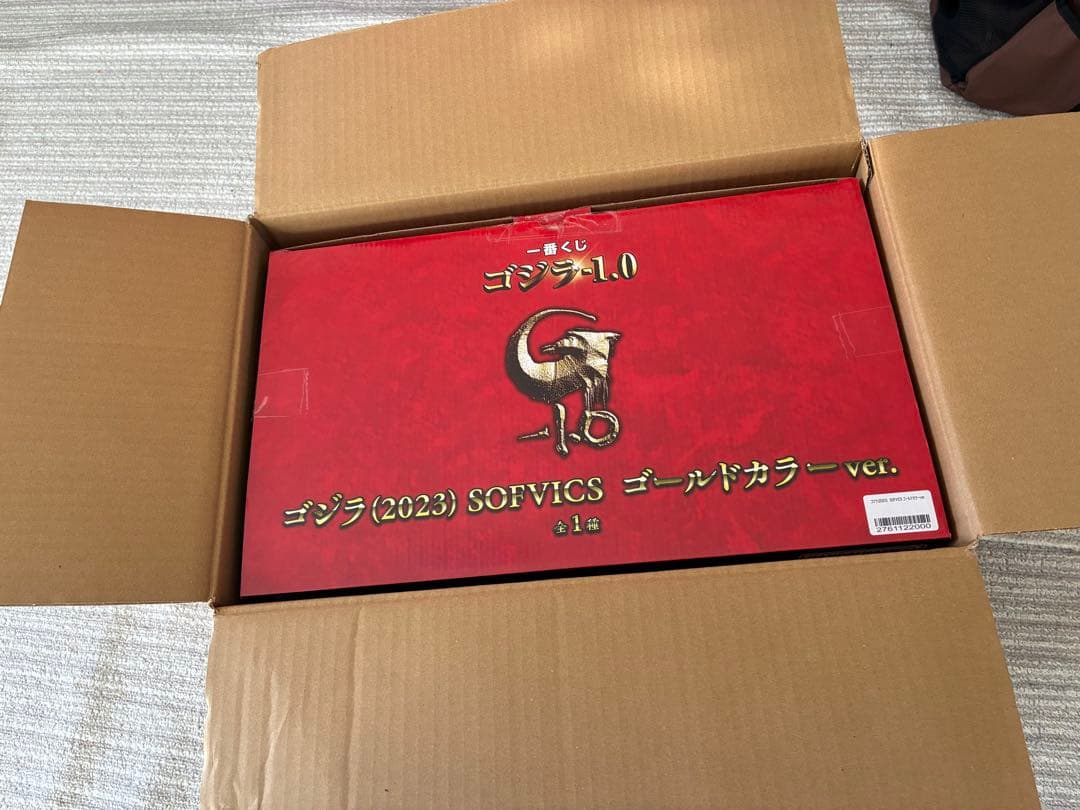 一番くじ
ゴジラ-1.0
-1.0
ゴジラ(2023) SOFVICS ゴールドカラーver.
全1種
2761122000